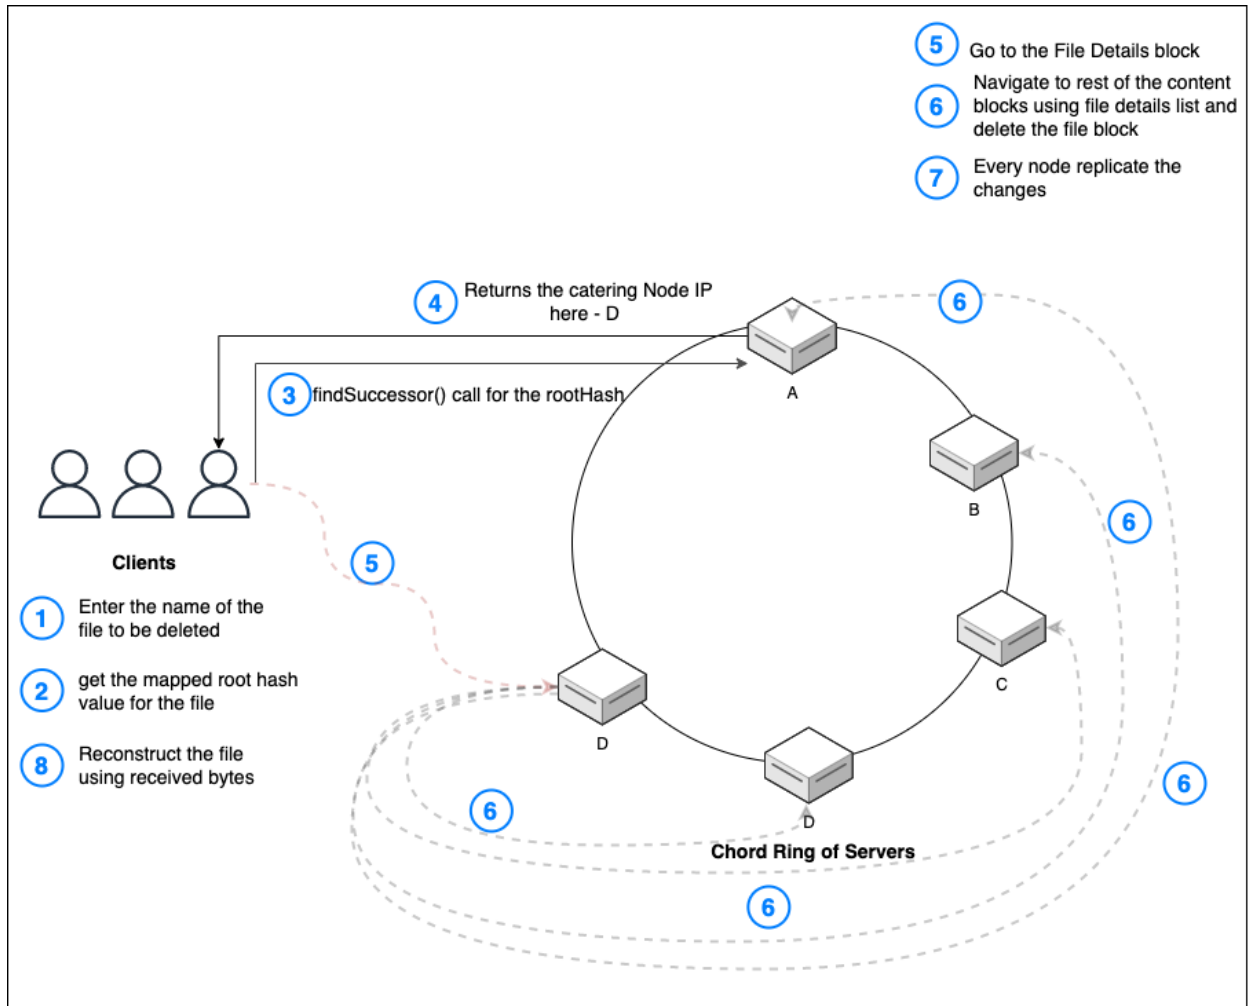 5 Go to the File Details block
6 Navigate to rest of the content
blocks using file details list and
delete the file block
7 Every node replicate the
changes
4 Returns the catering Node IP
here - D
6
3 findSuccessor() call for the rootHash
A
B
6
Clients
5
1 Enter the name of the
file to be deleted
C
2 get the mapped root hash
value for the file
D
8 Reconstruct the file
using received bytes
6
6
D
Chord Ring of Servers
6